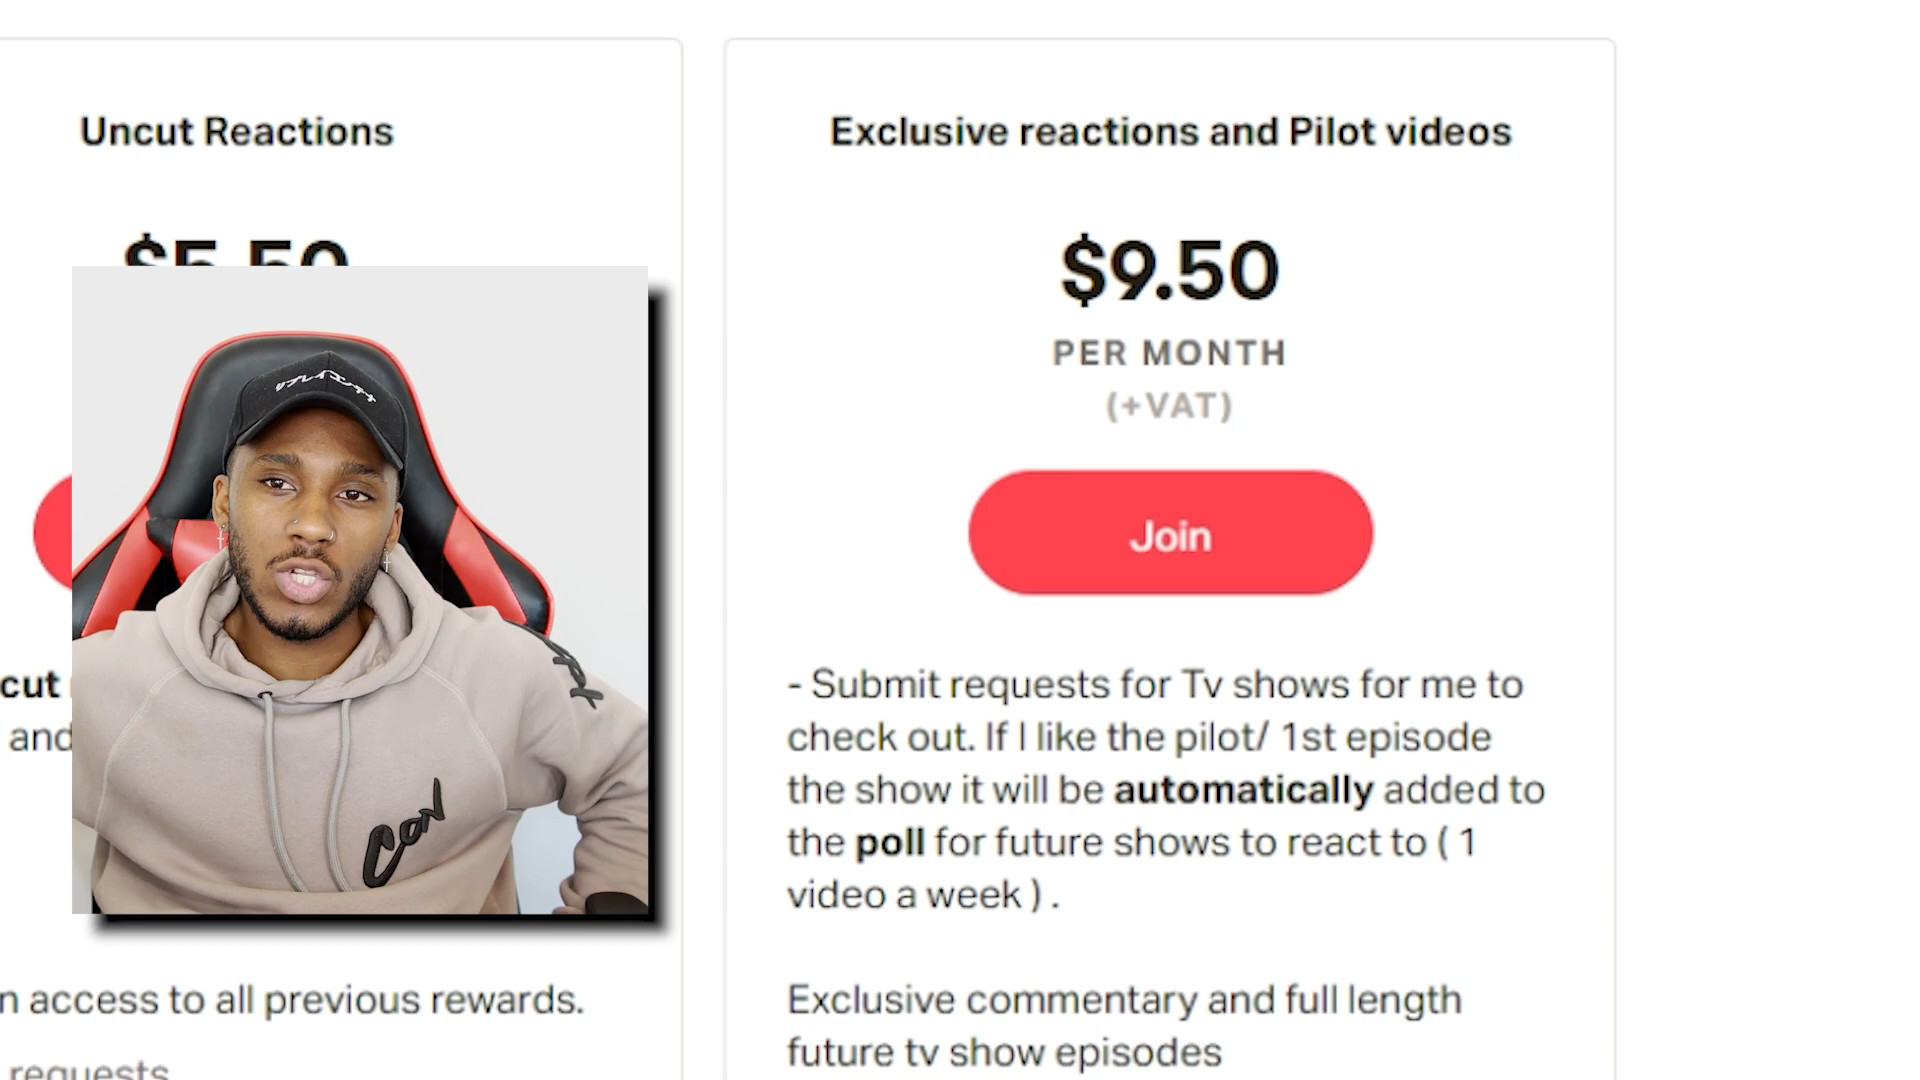 Uncut Reactions
$5.50
cut
and
n access to all previous rewards.
requests
Exclusive reactions and Pilot videos
$9.50
PER MONTH
(+VAT)
Join
- Submit requests for Tv shows for me to
check out. If I like the pilot/ 1st episode
the show it will be automatically added to
the poll for future shows to react to ( 1
video a week ) .
Exclusive commentary and full length
future tv show episodes